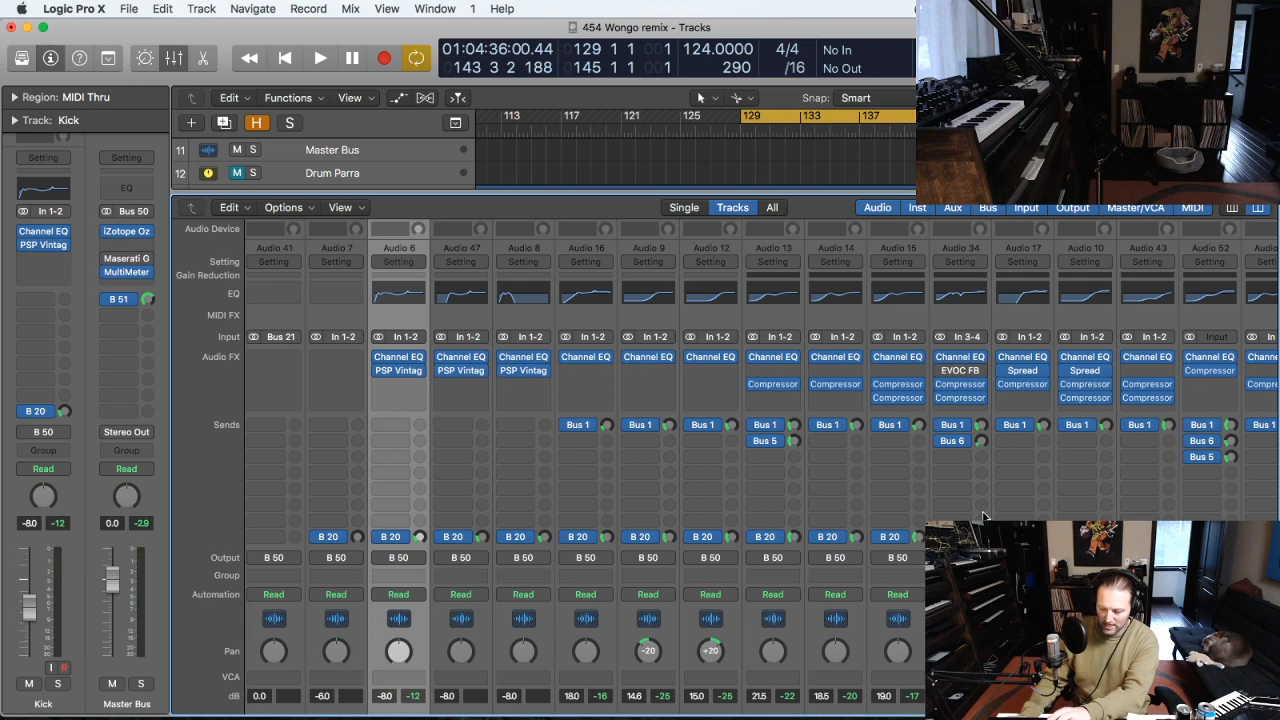 Logic Pro X File Edit Track Navigate Record Mix View Window 1 Help
454 Wongo remix - Tracks
01:04:36:00.44 129 1 1 001 124.0000 4/4 No In
143 3 2 188 145 1 1 001 290 /16 No Out
Region: MIDI Thru
Edit Functions View Snap: Smart
Track: Kick
H S
113 117 121 125 129 133 137
11 M S Master Bus
12 M S Drum Parra
Setting Setting
EQ
In 1-2 Bus 50
Channel EQ iZotope Oz
PSP Vintag
Maserati G
MultiMeter
B 51
B 20
B 50 Stereo Out
Group Group
Read Read
-8.0 -12 0.0 -2.9
I R
M S M S
Kick Master Bus
Edit Options View Single Tracks All Audio Inst Aux Bus Input Output Master/VCA MIDI
Audio Device
Audio 41 Audio 7 Audio 6 Audio 47 Audio 8 Audio 16 Audio 9 Audio 12 Audio 13 Audio 14 Audio 15 Audio 34 Audio 17 Audio 10 Audio 43 Audio 52
Setting Setting Setting Setting Setting Setting Setting Setting Setting Setting Setting Setting Setting Setting Setting Setting Setting
Gain Reduction
EQ
MIDI FX
Input Bus 21 In 1-2 In 1-2 In 1-2 In 1-2 In 1-2 In 1-2 In 1-2 In 1-2 In 1-2 In 1-2 In 3-4 In 1-2 In 1-2 In 1-2 Input
Audio FX Channel EQ Channel EQ Channel EQ Channel EQ Channel EQ Channel EQ Channel EQ Channel EQ Channel EQ Channel EQ Channel EQ Channel EQ Channel EQ Channel EQ
PSP Vintag PSP Vintag PSP Vintag EVOC FB Spread Spread Compressor
Compressor Compressor Compressor Compressor Compressor Compressor Compressor
Compressor Compressor Compressor Compressor Compressor
Sends Bus 1 Bus 1 Bus 1 Bus 1 Bus 1 Bus 1 Bus 1 Bus 1 Bus 1 Bus 1 Bus 1
Bus 5 Bus 6 Bus 6
Bus 5
B 20 B 20 B 20 B 20 B 20 B 20 B 20 B 20 B 20 B 20
Output B 50 B 50 B 50 B 50 B 50 B 50 B 50 B 50 B 50 B 50 B 50
Group
Automation Read Read Read Read Read Read Read Read Read Read Read
Pan -20 +20
VCA
dB 0.0 -6.0 -8.0 -12 -8.0 -8.0 18.0 -16 14.6 -25 15.0 -25 21.5 -22 18.5 -20 19.0 -17